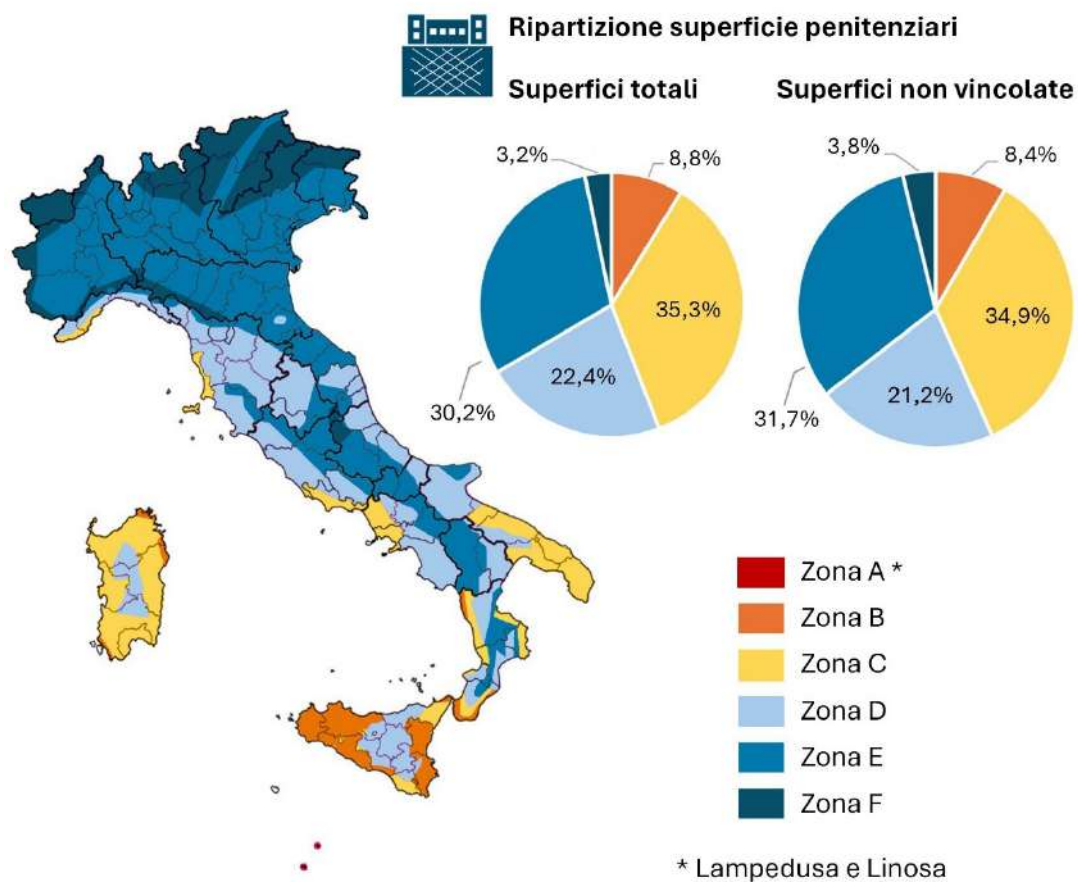 Ripartizione superficie penitenziari
Superfici totali
Superfici non vincolate
3,2%
8,8%
35,3%
22,4%
30,2%
3,8%
8,4%
34,9%
21,2%
31,7%
Zona A *
Zona B
Zona C
Zona D
Zona E
Zona F
* Lampedusa e Linosa